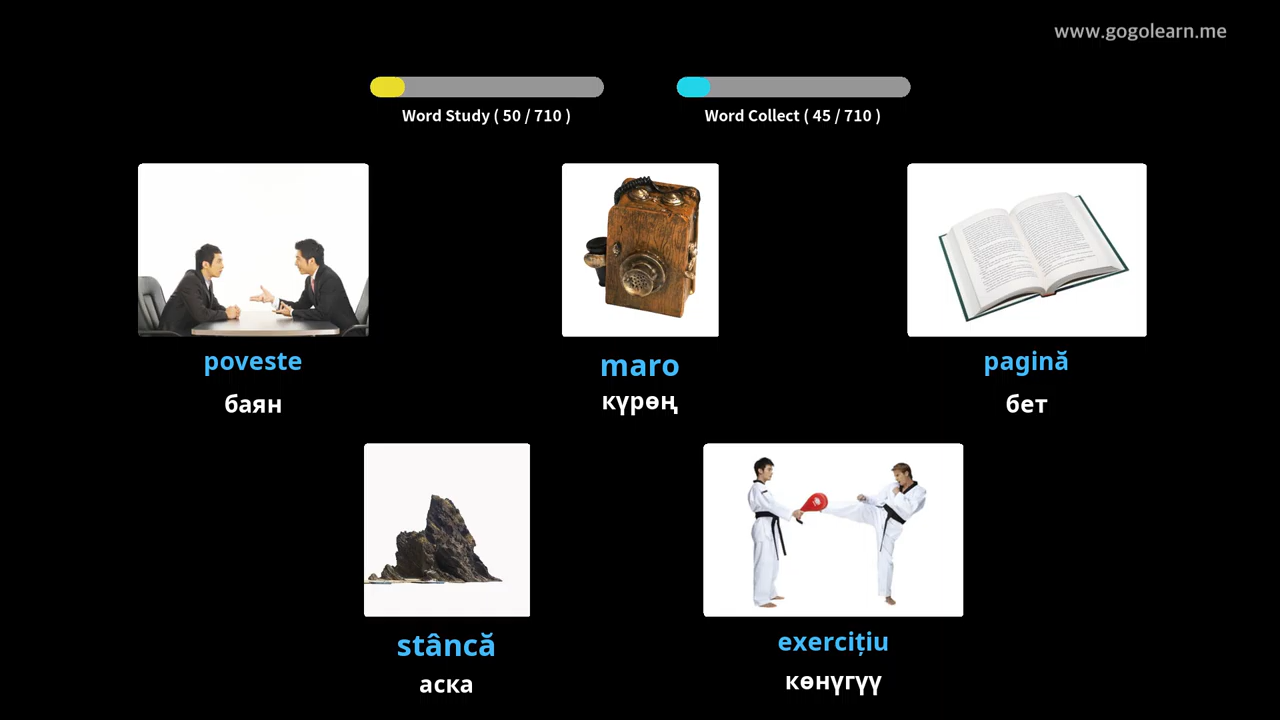 www.gogolearn.me
Word Study ( 50 / 710 )
Word Collect ( 45 / 710 )
poveste
баян
maro
күрөң
pagină
бет
stâncă
аска
exercițiu
көнүгүү